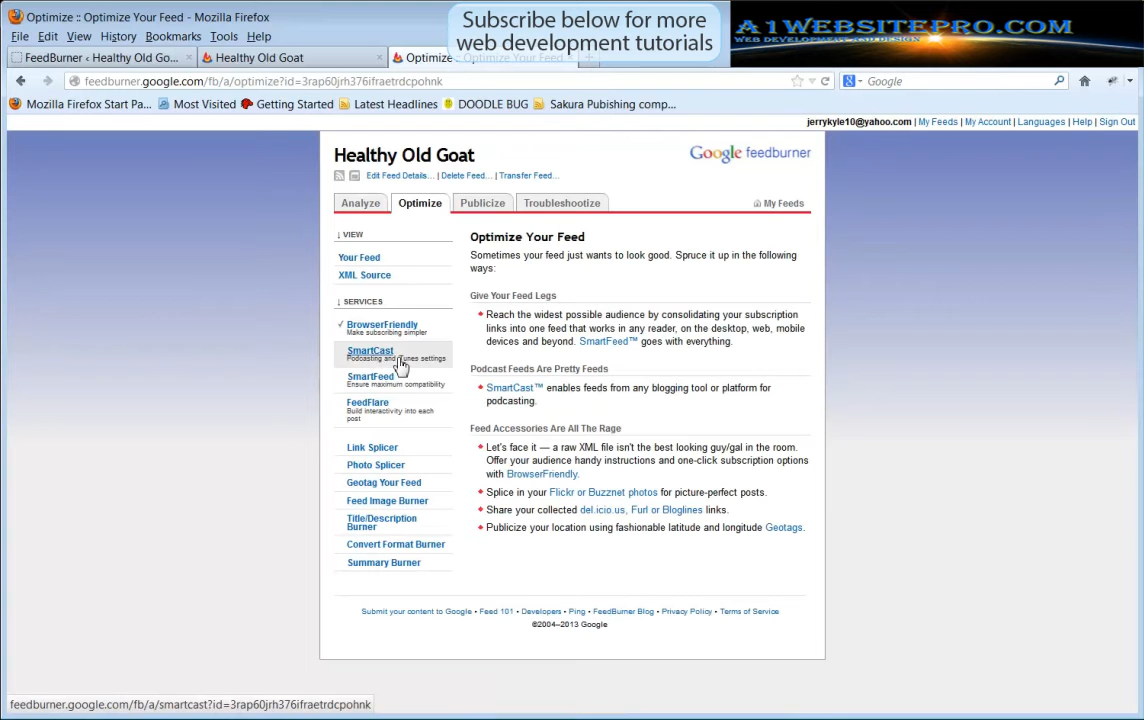 Optimize :: Optimize Your Feed - Mozilla Firefox
Subscribe below for more
web development tutorials
A1WEBSITEPRO.COM
WEB DEVELOPMENT AND DESIGN
File Edit View History Bookmarks Tools Help
FeedBurner ‹ Healthy Old Go... × Healthy Old Goat × Optimize :: Optimize Your Feed × +
feedburner.google.com/fb/a/optimize?id=3rap60jrh376ifraetrdcpohnk
Google
Mozilla Firefox Start Pa... Most Visited Getting Started Latest Headlines DOODLE BUG Sakura Pubishing comp...
jerrykyle10@yahoo.com | My Feeds | My Account | Languages | Help | Sign Out
Healthy Old Goat
Google feedburner
Edit Feed Details... | Delete Feed... | Transfer Feed...
Analyze Optimize Publicize Troubleshootize My Feeds
↓ VIEW
Your Feed
XML Source
↓ SERVICES
✓ BrowserFriendly
Make subscribing simpler
SmartCast
Podcasting and iTunes settings
SmartFeed
Ensure maximum compatibility
FeedFlare
Build interactivity into each
post
Link Splicer
Photo Splicer
Geotag Your Feed
Feed Image Burner
Title/Description
Burner
Convert Format Burner
Summary Burner
Optimize Your Feed
Sometimes your feed just wants to look good. Spruce it up in the following
ways:
Give Your Feed Legs
Reach the widest possible audience by consolidating your subscription
links into one feed that works in any reader, on the desktop, web, mobile
devices and beyond. SmartFeed™ goes with everything.
Podcast Feeds Are Pretty Feeds
SmartCast™ enables feeds from any blogging tool or platform for
podcasting.
Feed Accessories Are All The Rage
Let's face it — a raw XML file isn't the best looking guy/gal in the room.
Offer your audience handy instructions and one-click subscription options
with BrowserFriendly.
Splice in your Flickr or Buzznet photos for picture-perfect posts.
Share your collected del.icio.us, Furl or Bloglines links.
Publicize your location using fashionable latitude and longitude Geotags.
Submit your content to Google • Feed 101 • Developers • Ping • FeedBurner Blog • Privacy Policy • Terms of Service
©2004–2013 Google
feedburner.google.com/fb/a/smartcast?id=3rap60jrh376ifraetrdcpohnk